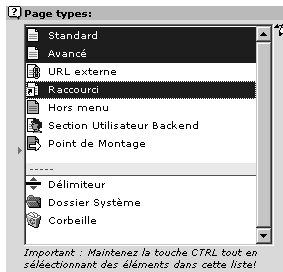 Page types:
Standard
Avancé
URL externe
Raccourci
Hors menu
Section Utilisateur Backend
Point de Montage
-----
Délimiteur
Dossier Système
Corbeille
Important : Maintenez la touche CTRL tout en
séléectionnant des éléments dans cette liste!